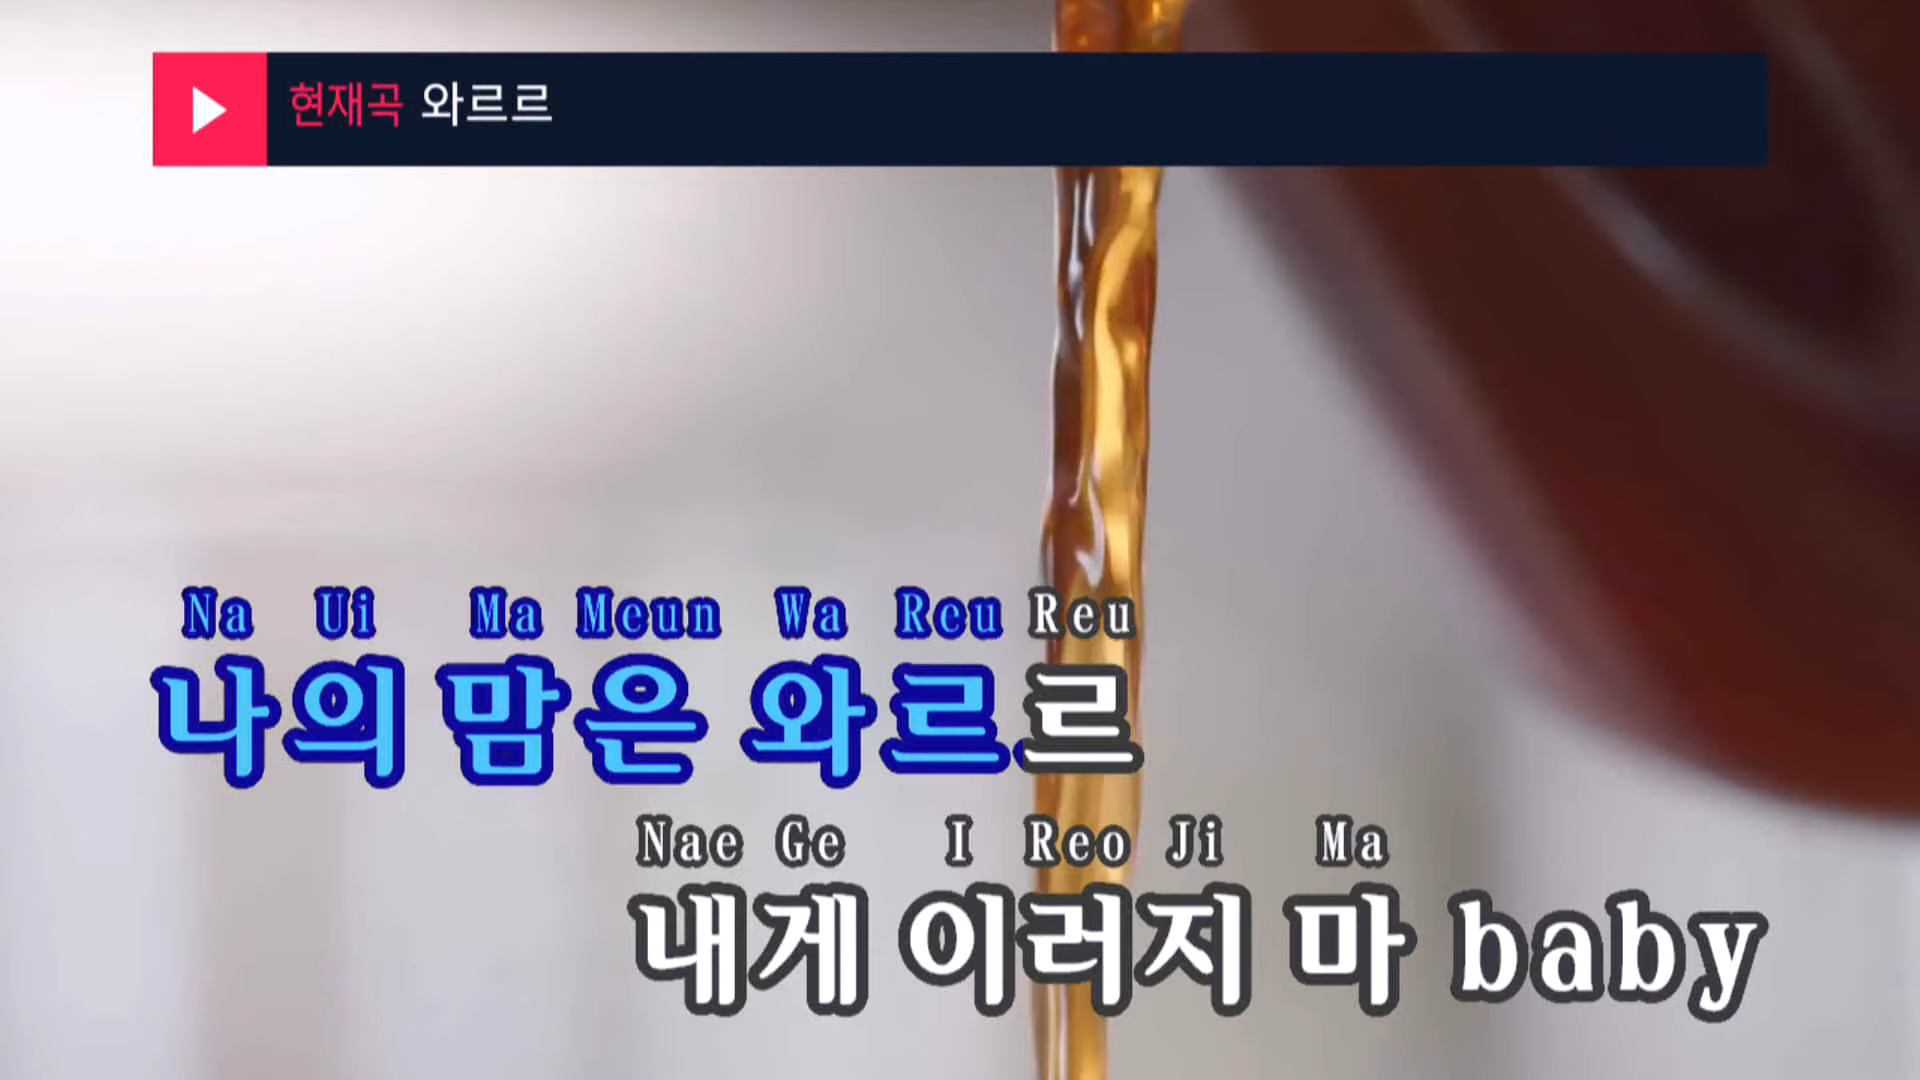 현재곡 와르르
Na Ui Ma Meun Wa Reu Reu
나의 맘은 와르르
Nae Ge I Reo Ji Ma
내게 이러지 마 baby